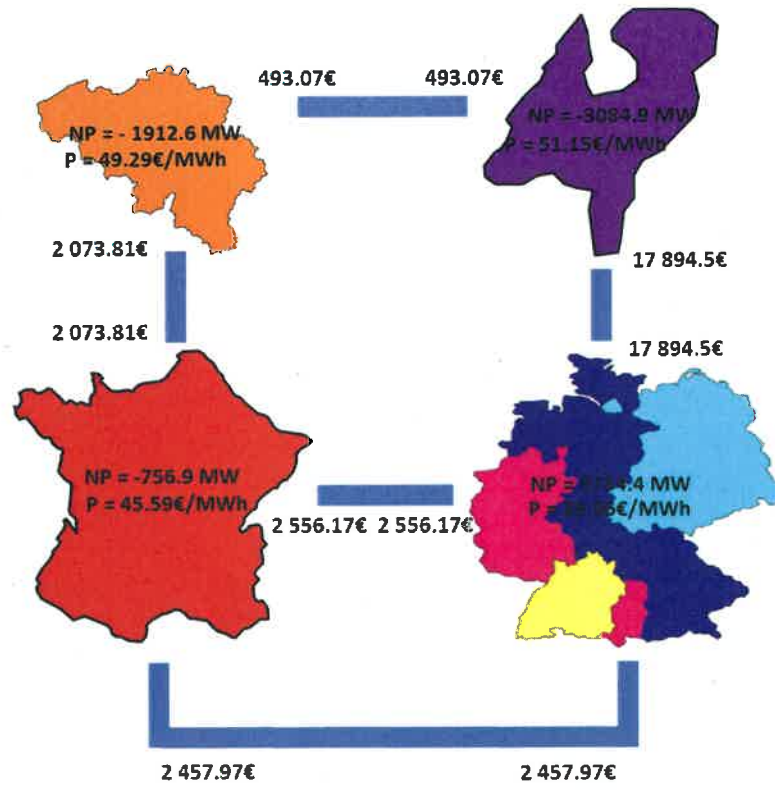 493.07€ 493.07€
NP = - 1912.6 MW
P = 49.29€/MWh
NP = -3084.9 MW
P = 51.15€/MWh
2 073.81€
17 894.5€
2 073.81€
17 894.5€
NP = -756.9 MW
P = 45.59€/MWh
NP = MW
P = €/MWh
2 556.17€ 2 556.17€
2 457.97€ 2 457.97€